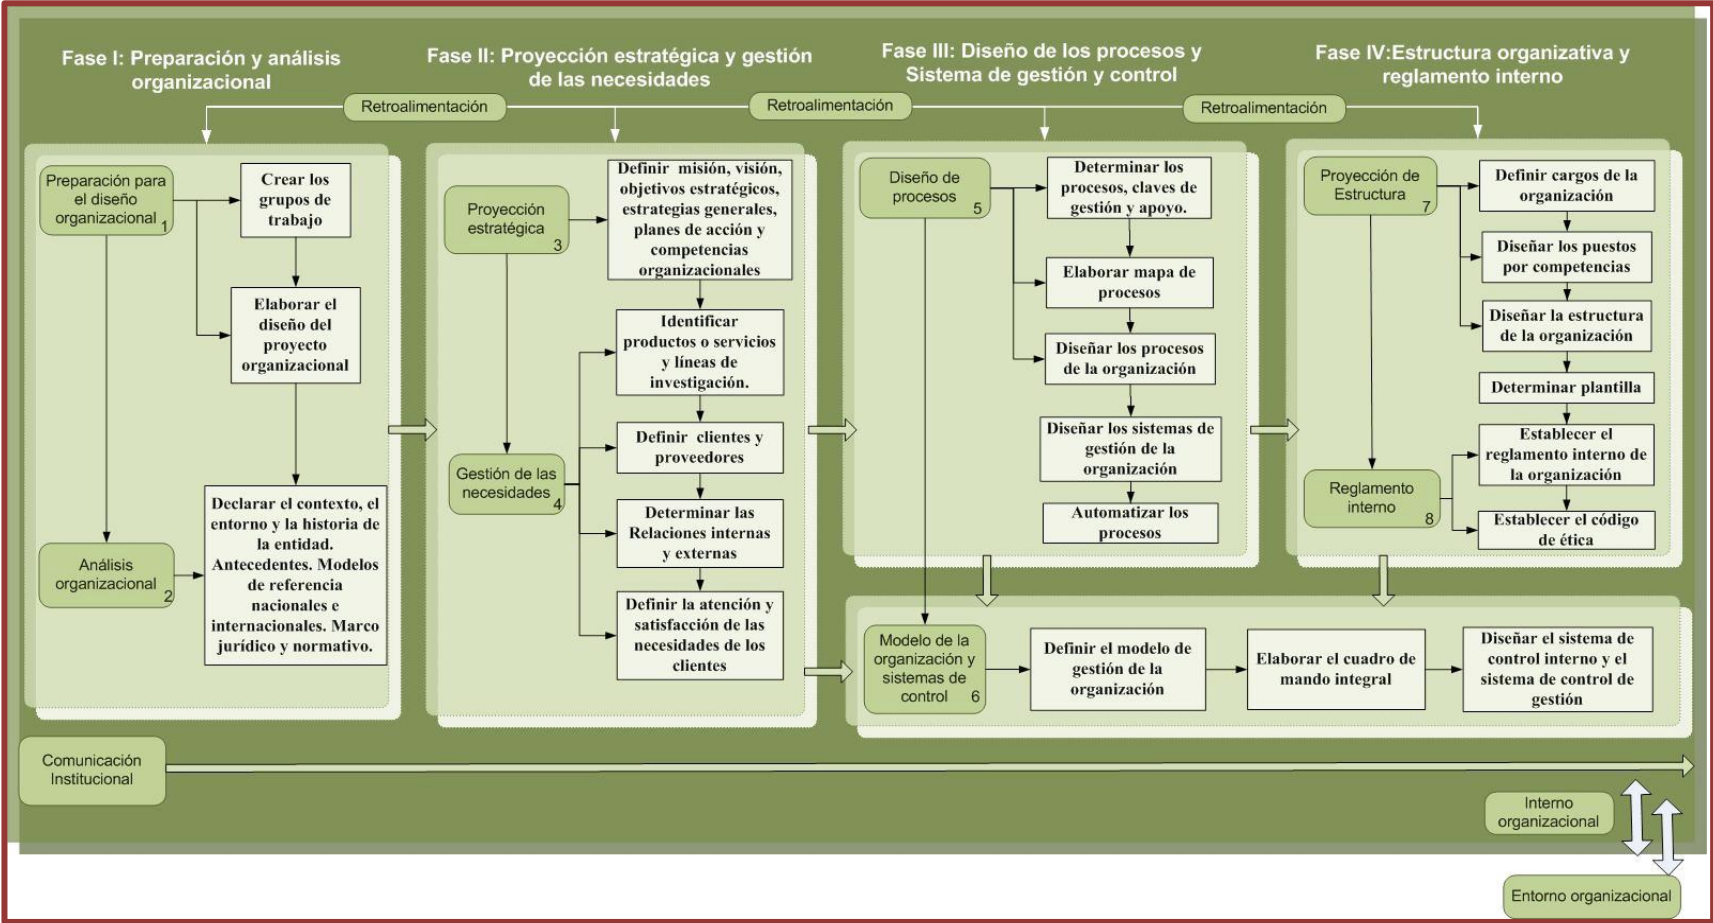 Fase I: Preparación y análisis
organizacional
Fase II: Proyección estratégica y gestión
de las necesidades
Fase III: Diseño de los procesos y
Sistema de gestión y control
Fase IV:Estructura organizativa y
reglamento interno
Retroalimentación
Retroalimentación
Retroalimentación
Preparación para
el diseño
organizacional
1
Crear los
grupos de
trabajo
Elaborar el
diseño del
proyecto
organizacional
Análisis
organizacional
2
Declarar el contexto, el
entorno y la historia de
la entidad.
Antecedentes. Modelos
de referencia
nacionales e
internacionales. Marco
jurídico y normativo.
Proyección
estratégica
3
Definir misión, visión,
objetivos estratégicos,
estrategias generales,
planes de acción y
competencias
organizacionales
Identificar
productos o servicios
y líneas de
investigación.
Gestión de las
necesidades
4
Definir clientes y
proveedores
Determinar las
Relaciones internas
y externas
Definir la atención y
satisfacción de las
necesidades de los
clientes
Diseño de
procesos
5
Determinar los
procesos, claves de
gestión y apoyo.
Elaborar mapa de
procesos
Diseñar los procesos
de la organización
Diseñar los sistemas de
gestión de la
organización
Automatizar los
procesos
Proyección de
Estructura
7
Definir cargos de la
organización
Diseñar los puestos
por competencias
Diseñar la estructura
de la organización
Determinar plantilla
Reglamento
interno
8
Establecer el
reglamento interno de
la organización
Establecer el código
de ética
Modelo de la
organización y
sistemas de
control
6
Definir el modelo de
gestión de la
organización
Elaborar el cuadro de
mando integral
Diseñar el sistema de
control interno y el
sistema de control de
gestión
Comunicación
Institucional
Interno
organizacional
Entorno organizacional